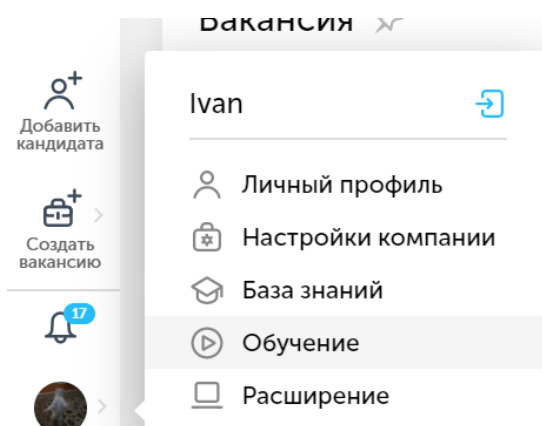 Вакансия
Добавить
кандидата
Создать
вакансию
17
Ivan
Личный профиль
Настройки компании
База знаний
Обучение
Расширение